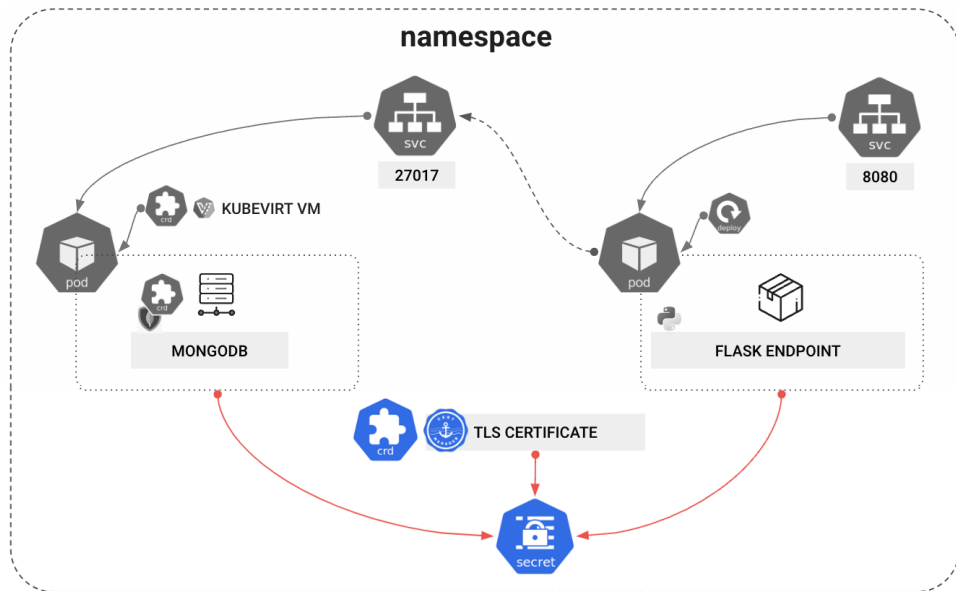 namespace
svc
svc
27017
8080
crd
KUBEVIRT VM
deploy
pod
pod
crd
MONGODB
FLASK ENDPOINT
crd
TLS CERTIFICATE
secret